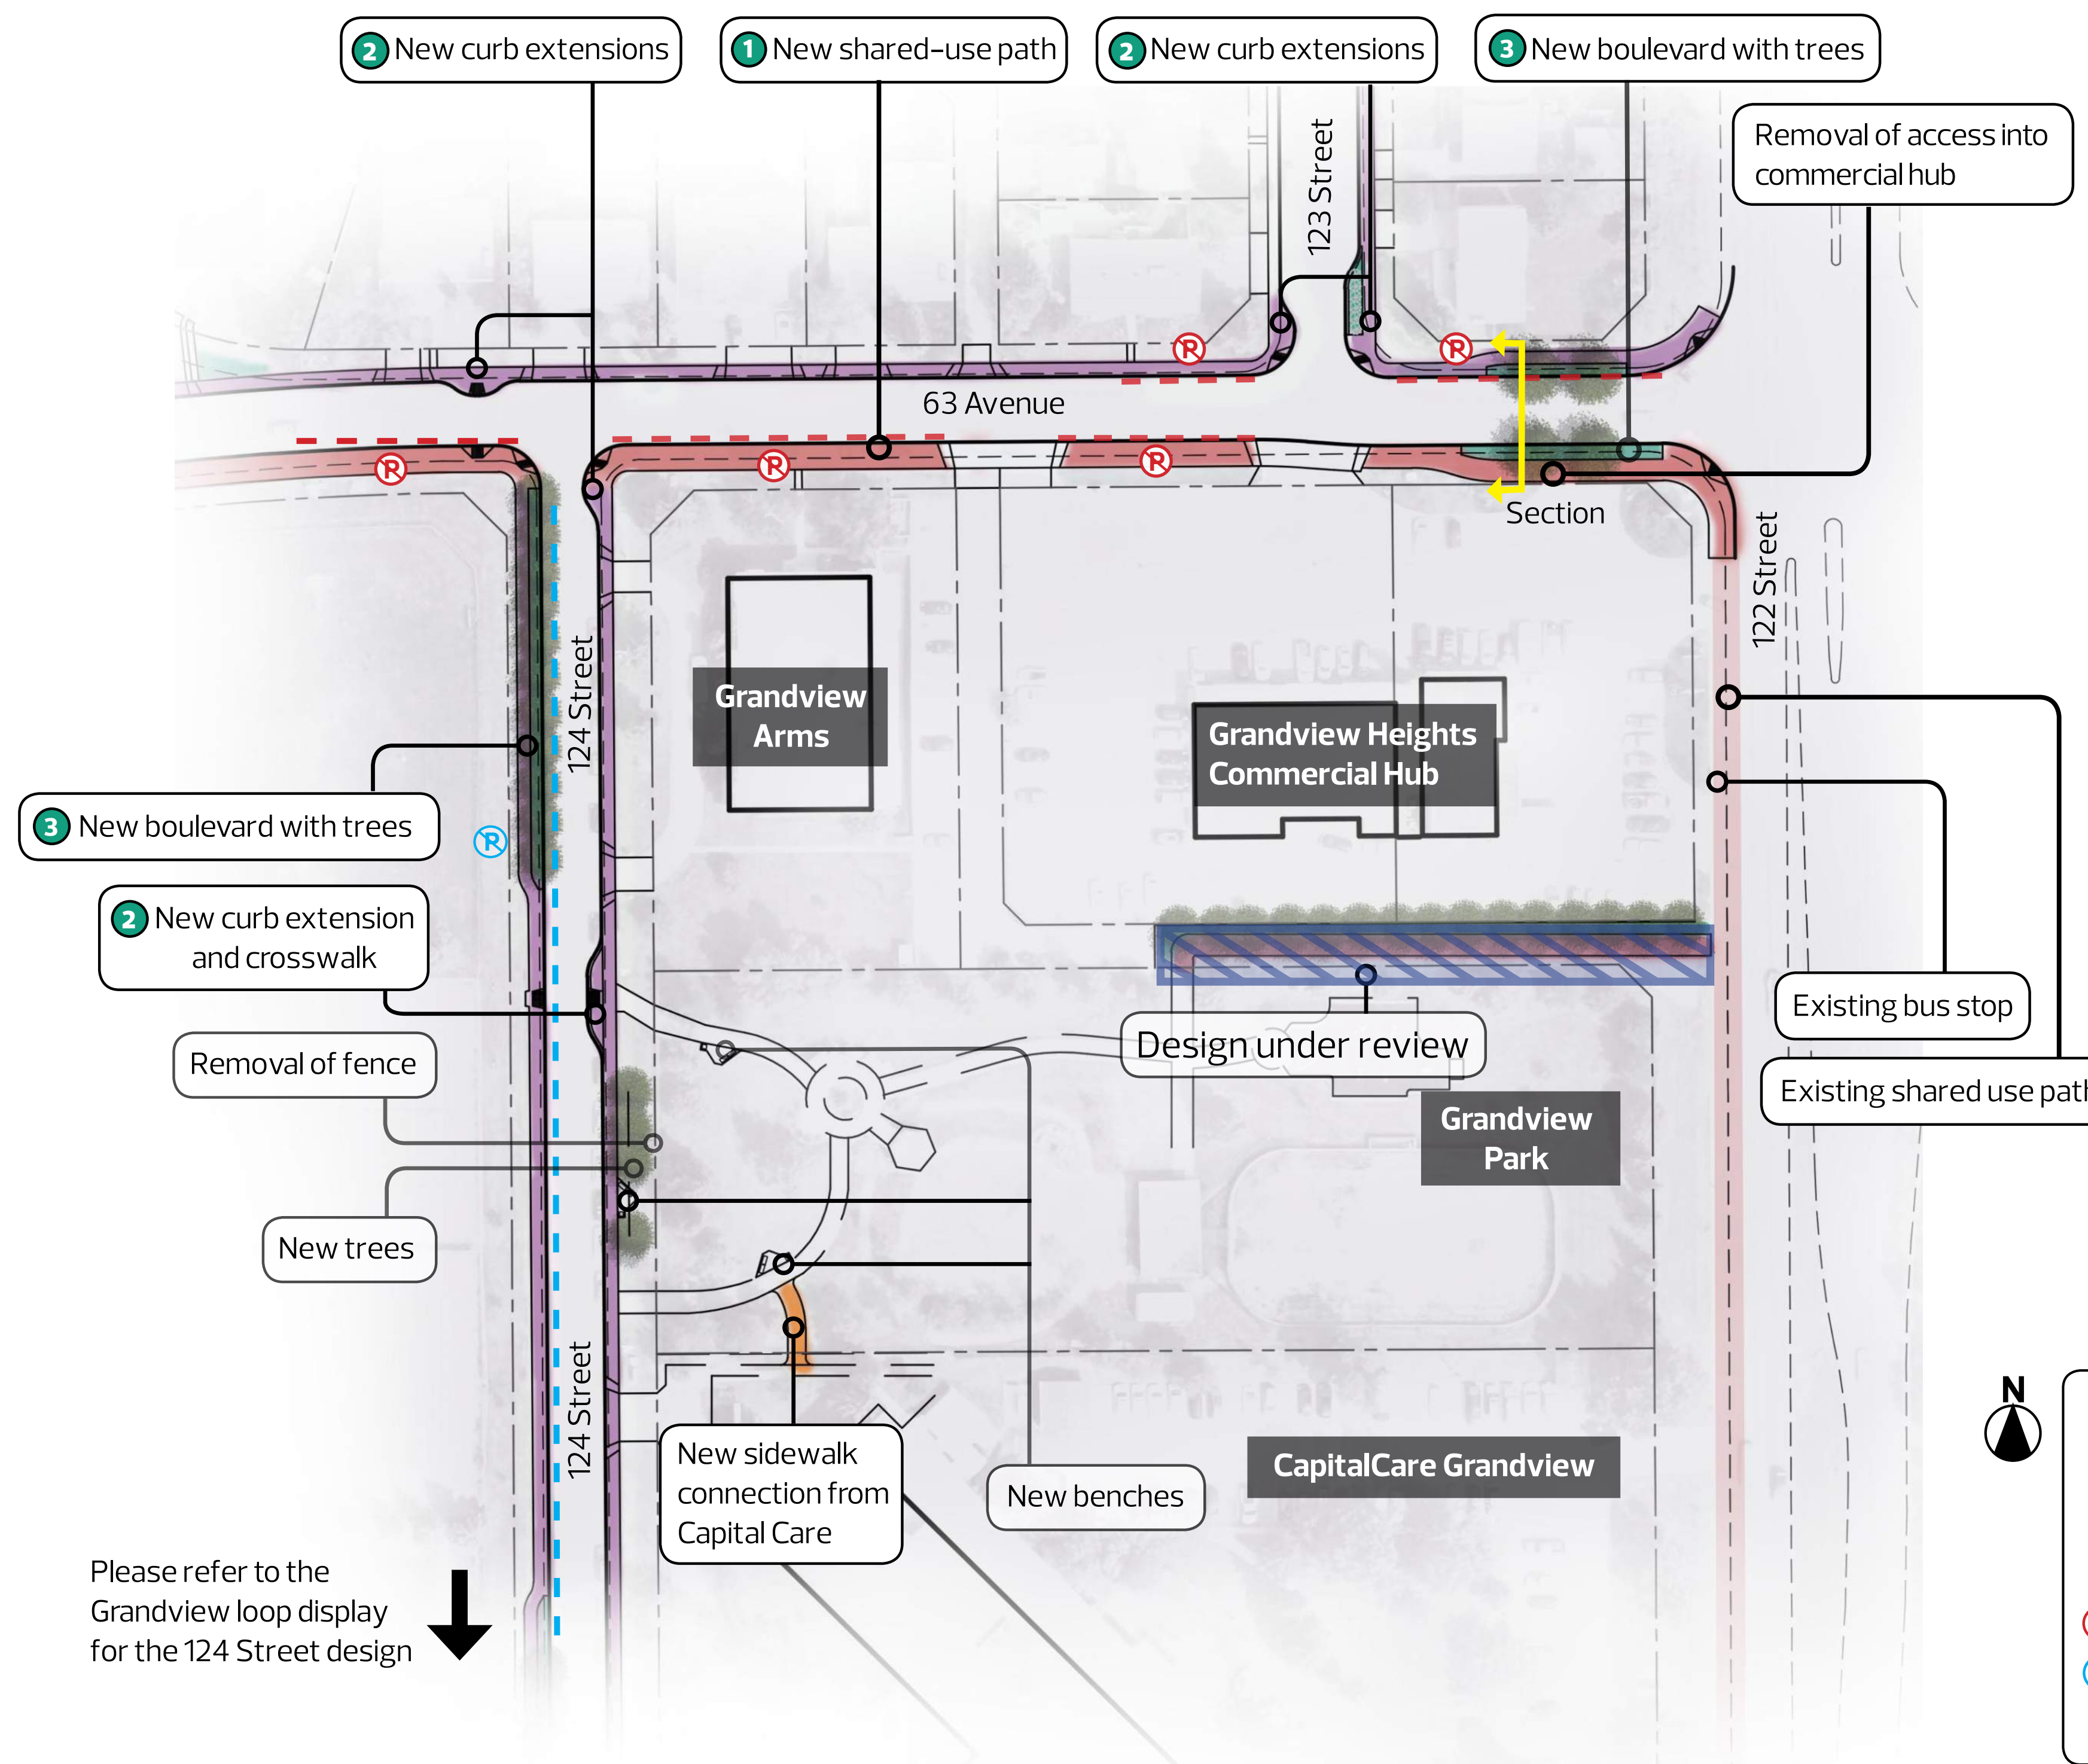 2 New curb extensions
1 New shared-use path
2 New curb extensions
3 New boulevard with trees
Removal of access into
commercial hub
123 Street
63 Avenue
Section
122 Street
124 Street
Grandview
Arms
Grandview Heights
Commercial Hub
3 New boulevard with trees
2 New curb extension
and crosswalk
Removal of fence
New trees
Design under review
Existing bus stop
Existing shared use path
Grandview
Park
124 Street
New sidewalk
connection from
Capital Care
New benches
CapitalCare Grandview
N
Please refer to the
Grandview loop display
for the 124 Street design
P
P
P
P
P
P